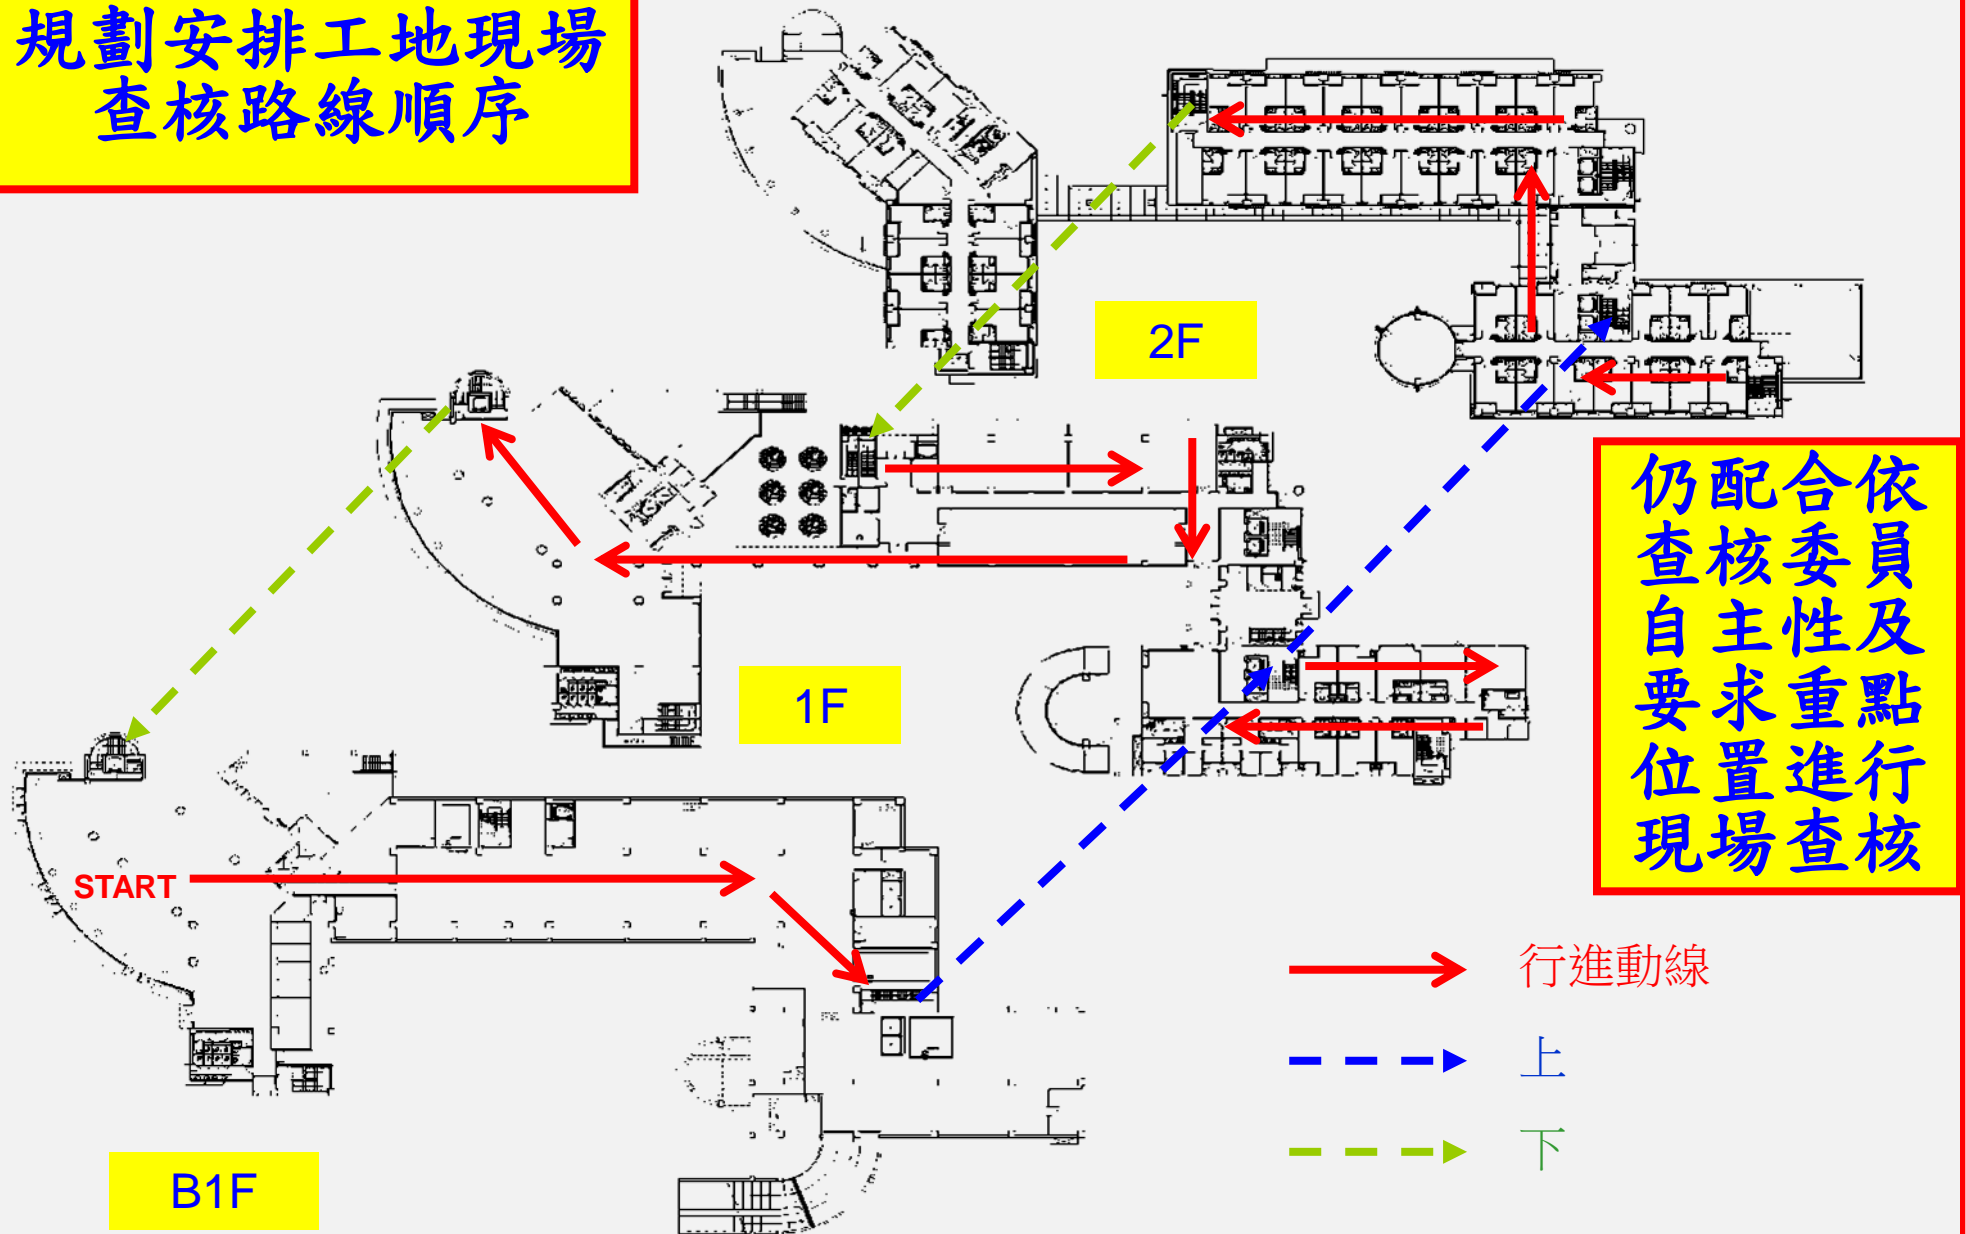 規劃安排工地現場
查核路線順序
2F
1F
仍配合依
查核委員
自主性及
要求重點
位置進行
現場查核
START
行進動線
上
下
B1F